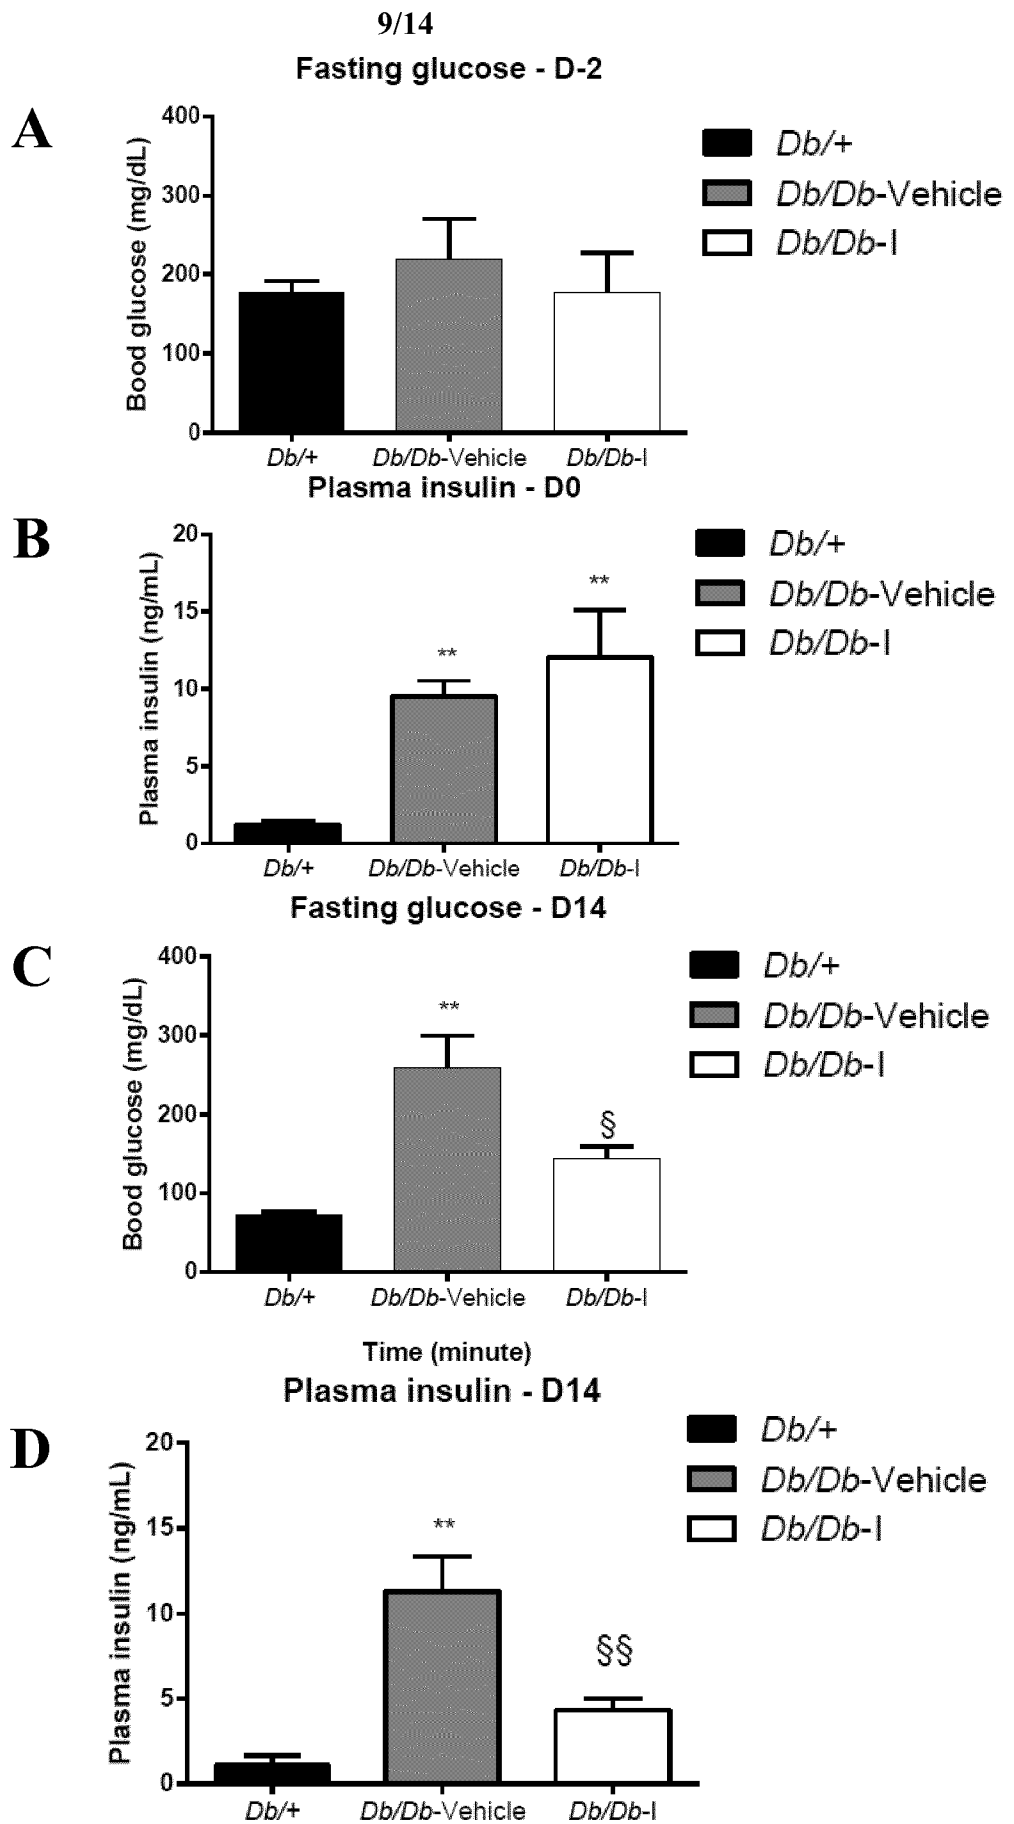 9/14
Fasting glucose - D-2
A
400
300
200
100
0
Bood glucose (mg/dL)
Db/+
Db/Db-Vehicle
Db/Db-I
Db/+ Db/Db-Vehicle Db/Db-I
Plasma insulin - D0
B
20
15
10
5
0
Plasma insulin (ng/mL)
**
**
Db/+
Db/Db-Vehicle
Db/Db-I
Db/+ Db/Db-Vehicle Db/Db-I
Fasting glucose - D14
C
400
300
200
100
0
Bood glucose (mg/dL)
**
§
Db/+
Db/Db-Vehicle
Db/Db-I
Db/+ Db/Db-Vehicle Db/Db-I
Time (minute)
Plasma insulin - D14
D
20
15
10
5
0
Plasma insulin (ng/mL)
**
§§
Db/+
Db/Db-Vehicle
Db/Db-I
Db/+ Db/Db-Vehicle Db/Db-I